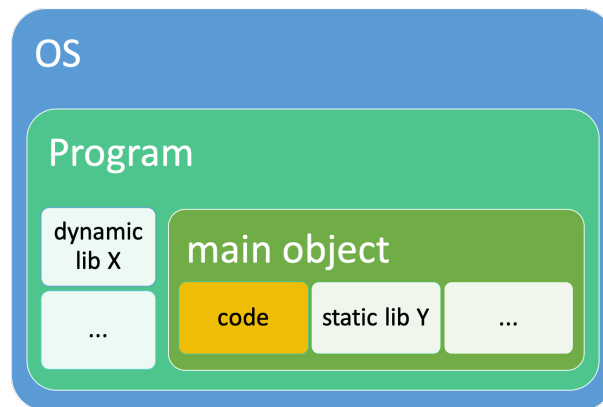 OS
Program
dynamic
lib X
...
main object
code
static lib Y
...